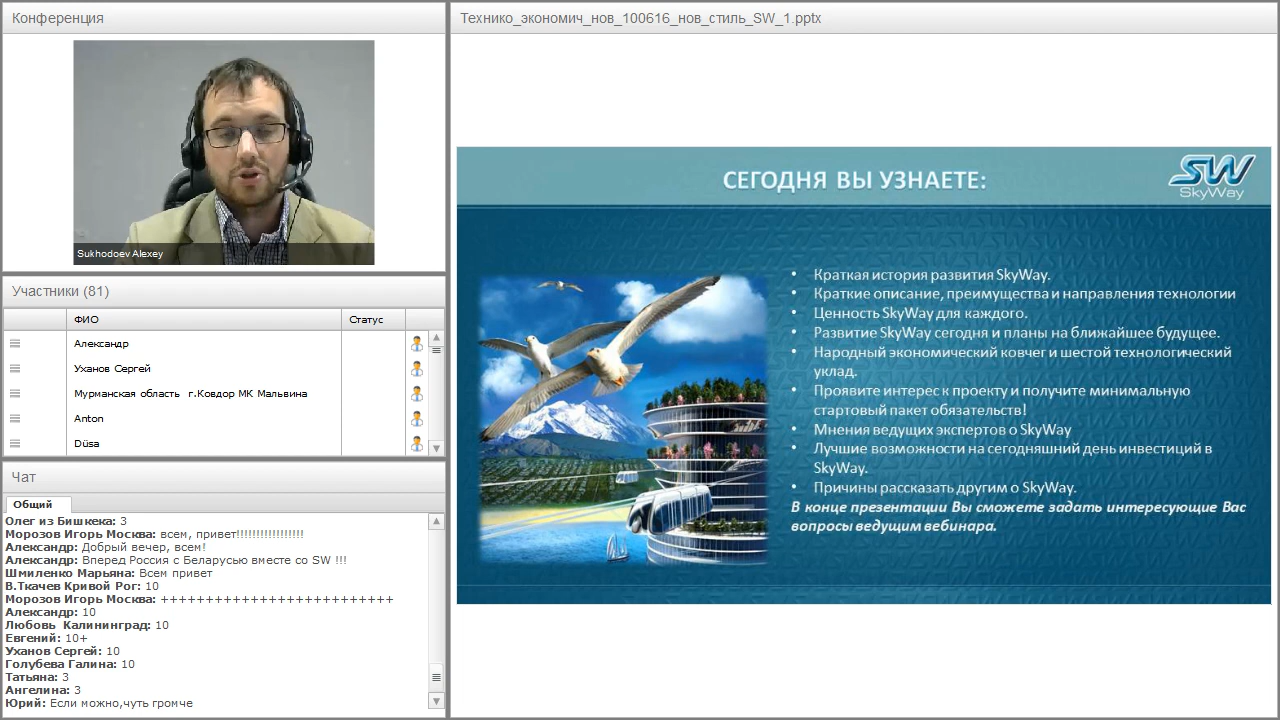 Конференция
Sukhodoev Alexey
Участники (81)
ФИО Статус
Александр
Уханов Сергей
Мурманская область г.Ковдор МК Мальвина
Anton
Düsa
Чат
Общий
Олег из Бишкека: 3
Морозов Игорь Москва: всем, привет!!!!!!!!!!!!!!!!!
Александр: Добрый вечер, всем!
Александр: Вперед Россия с Беларусью вместе со SW !!!
Шмиленко Марьяна: Всем привет
В.Ткачев Кривой Рог: 10
Морозов Игорь Москва: +++++++++++++++++++++++++++
Александр: 10
Любовь Калининград: 10
Евгений: 10+
Уханов Сергей: 10
Голубева Галина: 10
Татьяна: 3
Ангелина: 3
Юрий: Если можно,чуть громче
Технико_экономич_нов_100616_нов_стиль_SW_1.pptx
СЕГОДНЯ ВЫ УЗНАЕТЕ:
SW
SkyWay
• Краткая история развития SkyWay.
• Краткие описание, преимущества и направления технологии
• Ценность SkyWay для каждого.
• Развитие SkyWay сегодня и планы на ближайшее будущее.
• Народный экономический ковчег и шестой технологический
уклад.
• Проявите интерес к проекту и получите минимальную
стартовый пакет обязательств!
• Мнения ведущих экспертов о SkyWay
• Лучшие возможности на сегодняшний день инвестиций в
SkyWay.
• Причины рассказать другим о SkyWay.
В конце презентации Вы сможете задать интересующие Вас
вопросы ведущим вебинара.